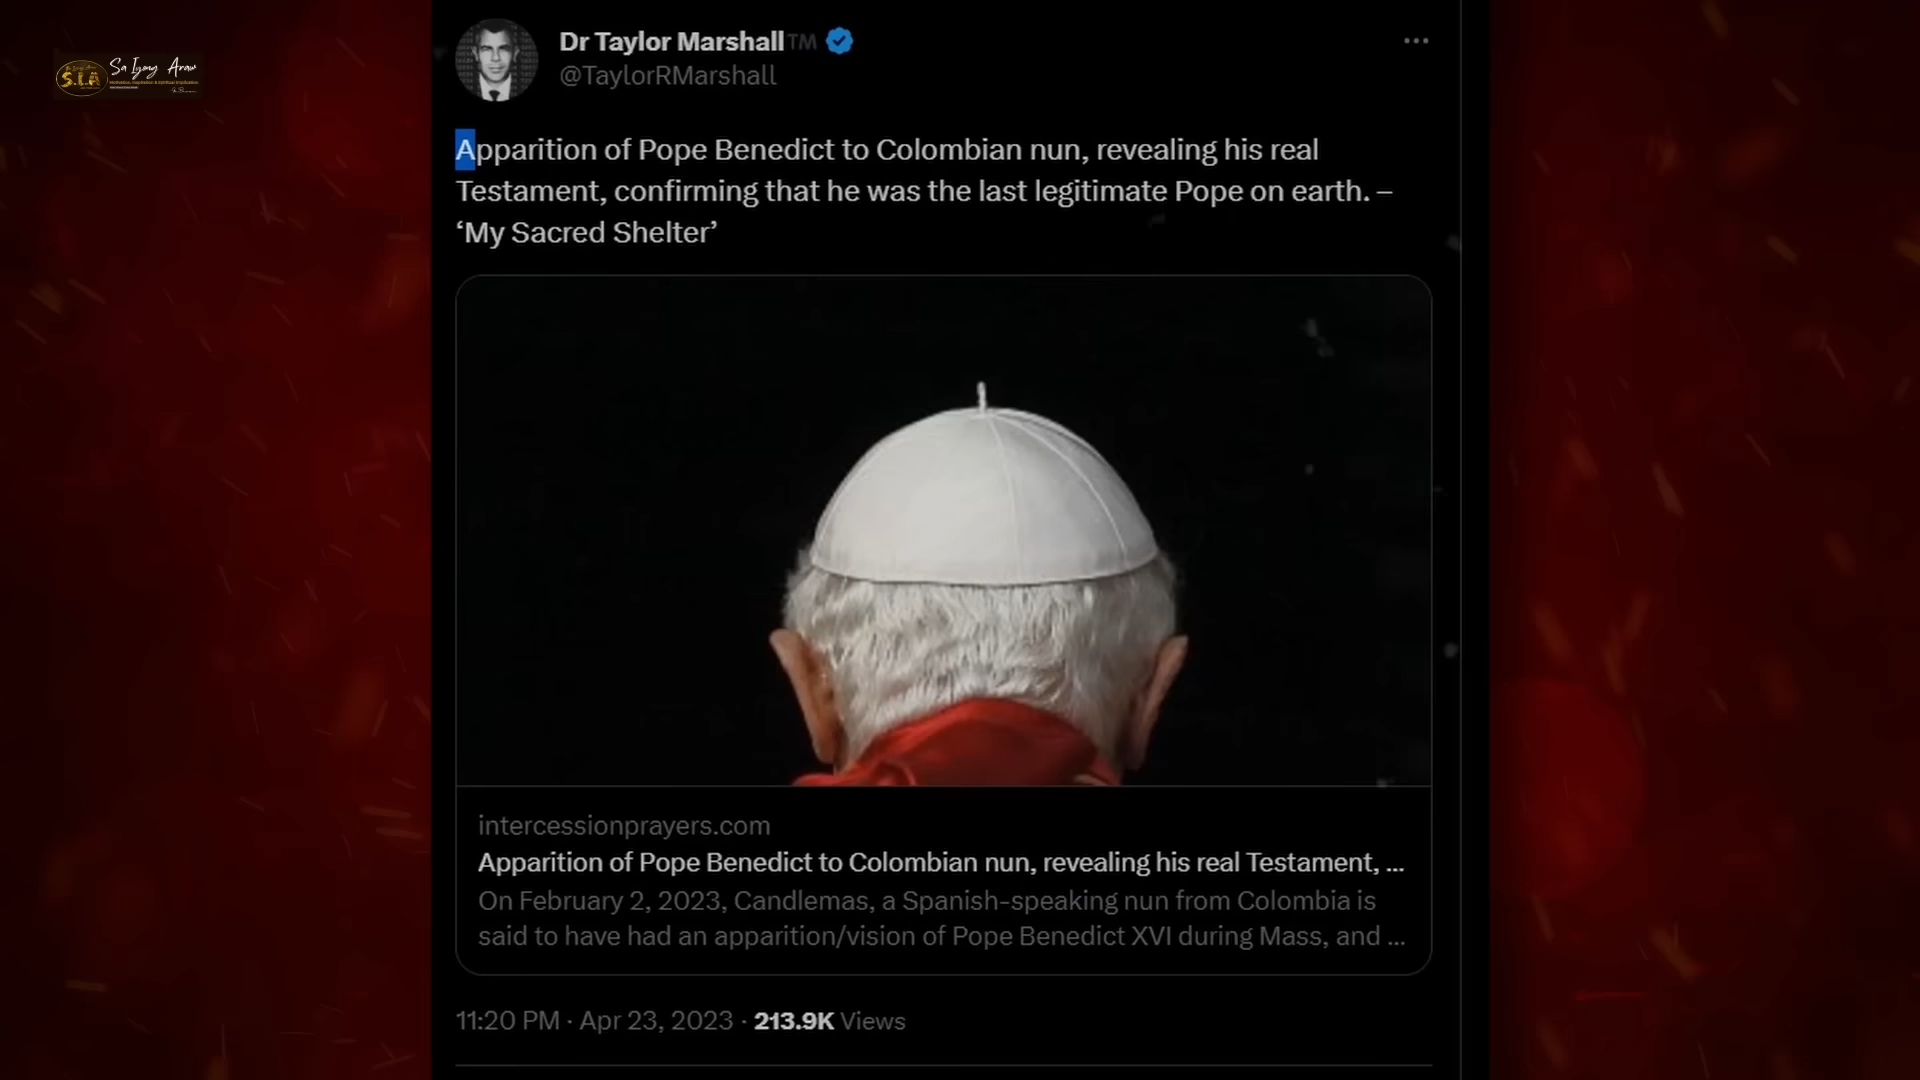 S.L.A
Sa Iyong Araw
Dr Taylor Marshall™
@TaylorRMarshall
Apparition of Pope Benedict to Colombian nun, revealing his real
Testament, confirming that he was the last legitimate Pope on earth. –
‘My Sacred Shelter’
intercessionprayers.com
Apparition of Pope Benedict to Colombian nun, revealing his real Testament, ...
On February 2, 2023, Candlemas, a Spanish-speaking nun from Colombia is
said to have had an apparition/vision of Pope Benedict XVI during Mass, and ...
11:20 PM · Apr 23, 2023 · 213.9K Views